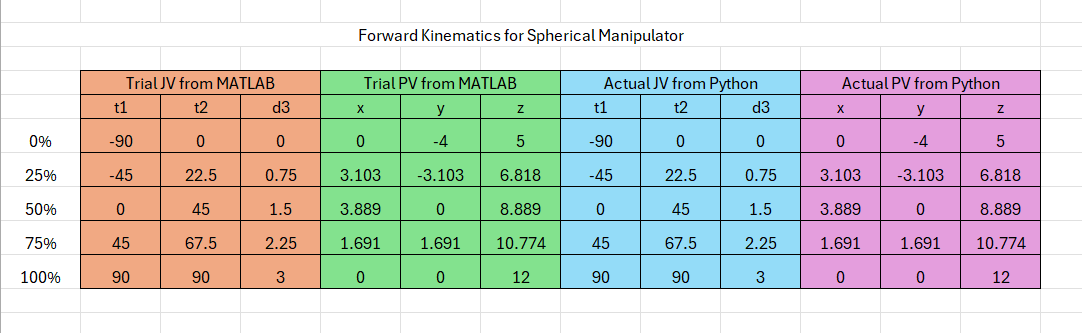 Forward Kinematics for Spherical Manipulator
Trial JV from MATLAB Trial PV from MATLAB Actual JV from Python Actual PV from Python
t1 t2 d3 x y z t1 t2 d3 x y z
0% -90 0 0 0 -4 5 -90 0 0 0 -4 5
25% -45 22.5 0.75 3.103 -3.103 6.818 -45 22.5 0.75 3.103 -3.103 6.818
50% 0 45 1.5 3.889 0 8.889 0 45 1.5 3.889 0 8.889
75% 45 67.5 2.25 1.691 1.691 10.774 45 67.5 2.25 1.691 1.691 10.774
100% 90 90 3 0 0 12 90 90 3 0 0 12